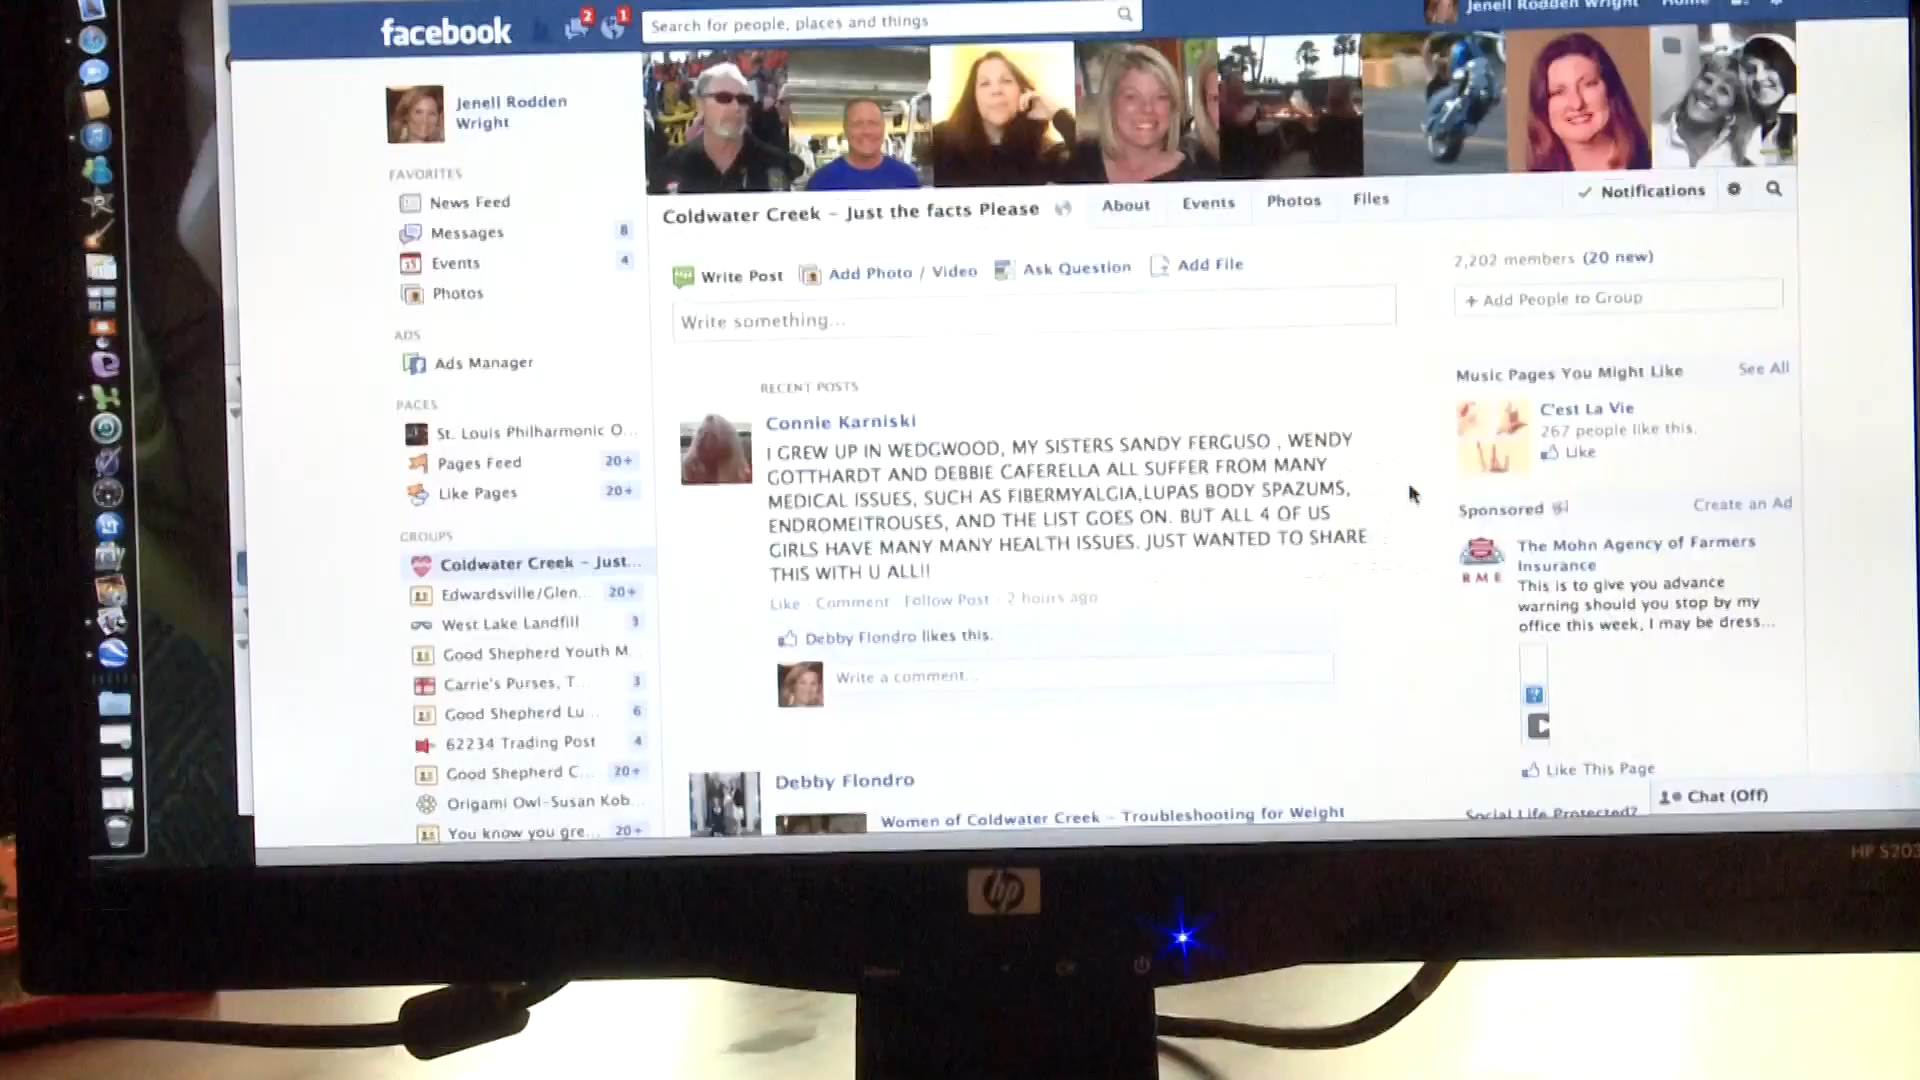 facebook
2
1
Search for people, places and things
Jenell Rodden Wright
Home
Jenell Rodden
Wright
FAVORITES
News Feed
Messages 8
Events 4
Photos
ADS
Ads Manager
PAGES
St. Louis Philharmonic O...
Pages Feed 20+
Like Pages 20+
GROUPS
Coldwater Creek - Just...
Edwardsville/Glen... 20+
West Lake Landfill 3
Good Shepherd Youth M...
Carrie's Purses, T... 3
Good Shepherd Lu... 6
62234 Trading Post 4
Good Shepherd C... 20+
Origami Owl-Susan Kob...
You know you gre... 20+
Coldwater Creek - Just the facts Please
About
Events
Photos
Files
✓ Notifications
Write Post
Add Photo / Video
Ask Question
Add File
Write something...
RECENT POSTS
Connie Karniski
I GREW UP IN WEDGWOOD, MY SISTERS SANDY FERGUSO , WENDY
GOTTHARDT AND DEBBIE CAFERELLA ALL SUFFER FROM MANY
MEDICAL ISSUES, SUCH AS FIBERMYALGIA,LUPAS BODY SPAZUMS,
ENDROMEITROUSES, AND THE LIST GOES ON. BUT ALL 4 OF US
GIRLS HAVE MANY MANY HEALTH ISSUES. JUST WANTED TO SHARE
THIS WITH U ALL!!
Like · Comment · Follow Post · 2 hours ago
Debby Flondro likes this.
Write a comment...
Debby Flondro
Women of Coldwater Creek - Troubleshooting for Weight
2,202 members (20 new)
+ Add People to Group
Music Pages You Might Like
See All
C'est La Vie
267 people like this.
Like
Sponsored
Create an Ad
The Mohn Agency of Farmers
Insurance
RME
This is to give you advance
warning should you stop by my
office this week, I may be dress...
Like This Page
Social Life Protected?
Chat (Off)
hp
HP S203